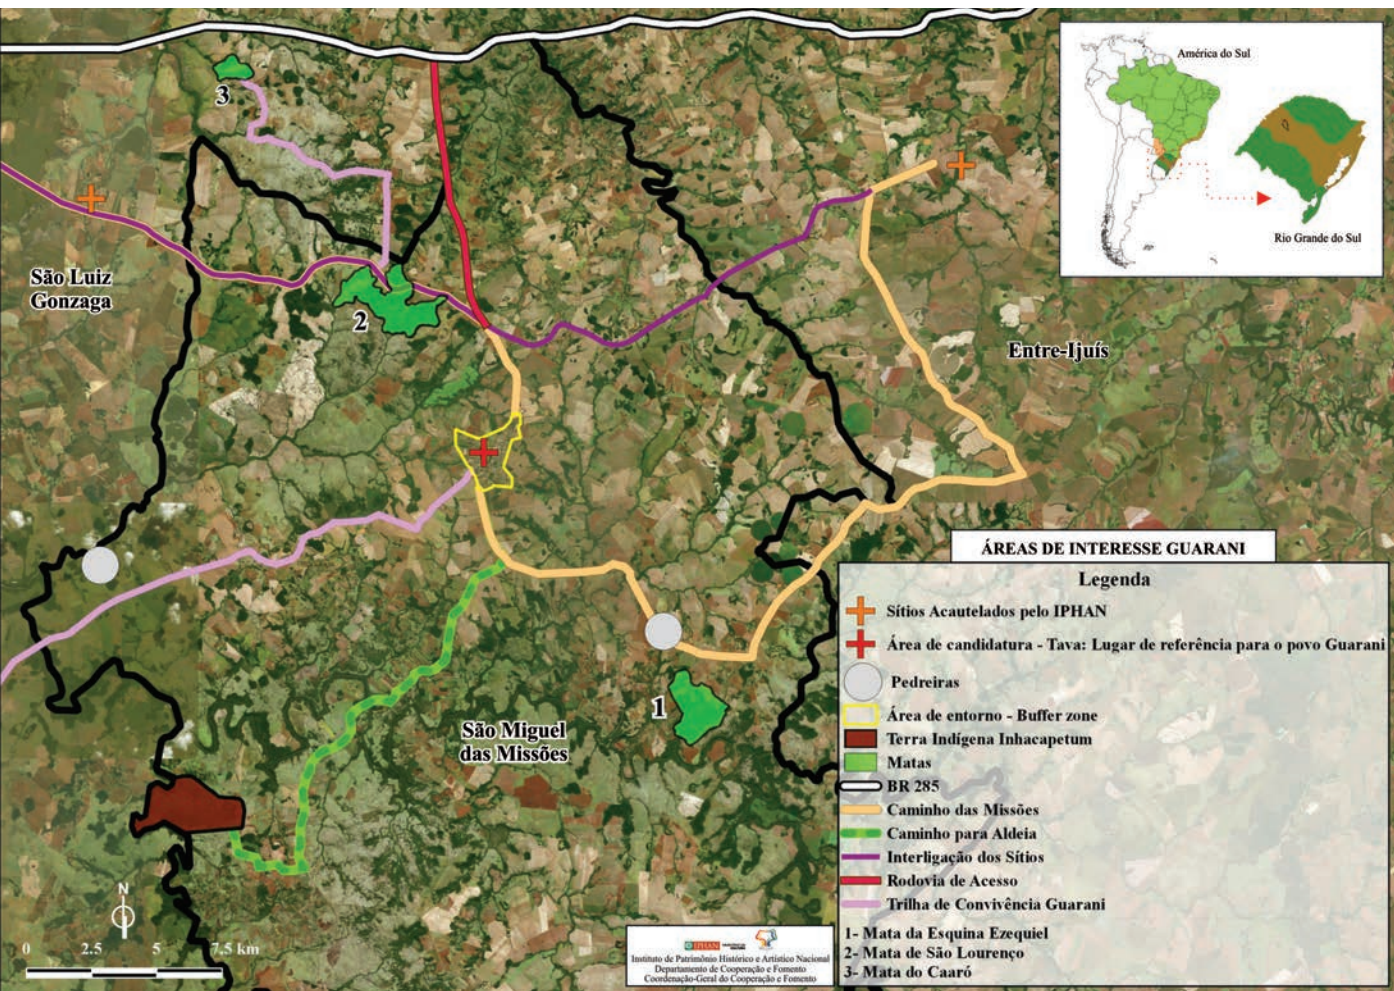 América do Sul
Rio Grande do Sul
3
São Luiz
Gonzaga
2
Entre-Ijuís
1
São Miguel
das Missões
ÁREAS DE INTERESSE GUARANI
Legenda
Sítios Acautelados pelo IPHAN
Área de candidatura - Tava: Lugar de referência para o povo Guarani
Pedreiras
Área de entorno - Buffer zone
Terra Indígena Inhacapetum
Matas
BR 285
Caminho das Missões
Caminho para Aldeia
Interligação dos Sítios
Rodovia de Acesso
Trilha de Convivência Guarani
1- Mata da Esquina Ezequiel
2- Mata de São Lourenço
3- Mata do Caaró
N
0 2.5 5 7.5 km
IPHAN
Instituto de Patrimônio Histórico e Artístico Nacional
Departamento de Cooperação e Fomento
Coordenação-Geral do Cooperação e Fomento